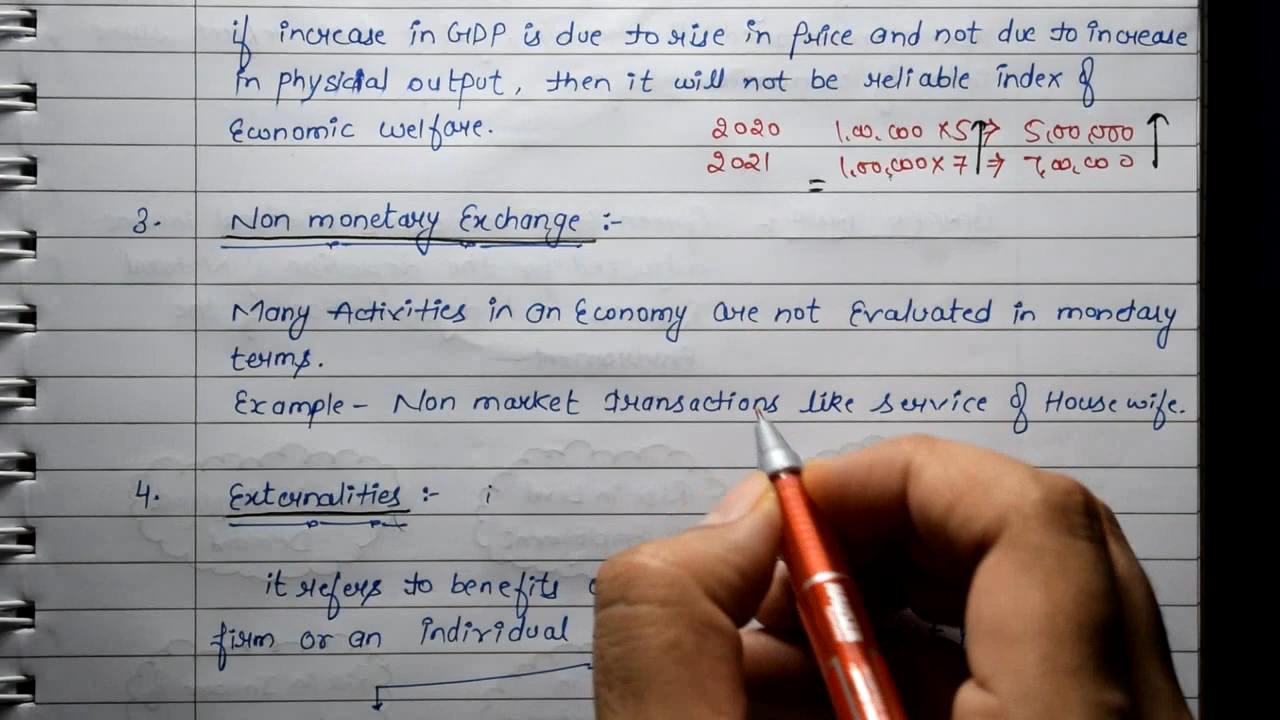 if increase in GDP is due to rise in price and not due to increase
in physical output, then it will not be reliable index of
Economic welfare.
2020 1,00,000 × 5 ⇒ 5,00,000 ↑
2021 1,00,000 × 7 ⇒ 7,00,000
=
3. Non monetary Exchange :-
Many Activities in an Economy are not Evaluated in monetary
terms.
Example - Non market transactions like service of House wife.
4. Externalities :- i
it refers to benefits
firm or an individual